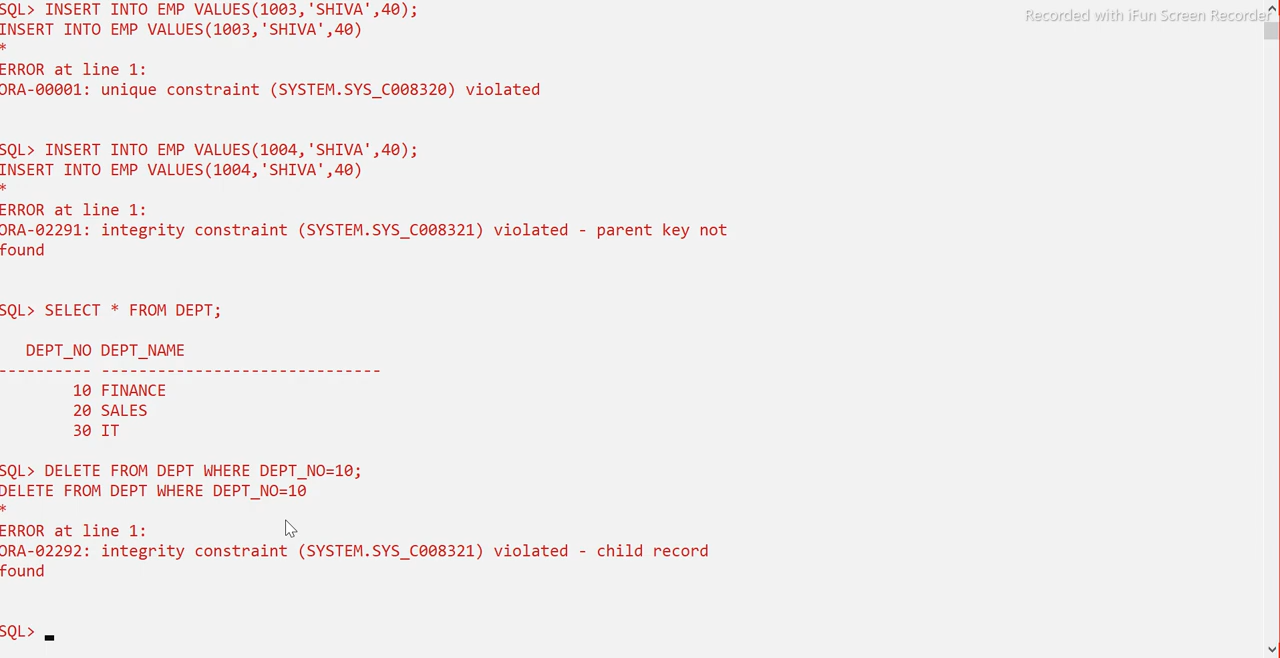 SQL> INSERT INTO EMP VALUES(1003,'SHIVA',40);
Recorded with iFun Screen Recorder
INSERT INTO EMP VALUES(1003,'SHIVA',40)
*
ERROR at line 1:
ORA-00001: unique constraint (SYSTEM.SYS_C008320) violated
SQL> INSERT INTO EMP VALUES(1004,'SHIVA',40);
INSERT INTO EMP VALUES(1004,'SHIVA',40)
*
ERROR at line 1:
ORA-02291: integrity constraint (SYSTEM.SYS_C008321) violated - parent key not
found
SQL> SELECT * FROM DEPT;
DEPT_NO DEPT_NAME
---------- ------------------------------
10 FINANCE
20 SALES
30 IT
SQL> DELETE FROM DEPT WHERE DEPT_NO=10;
DELETE FROM DEPT WHERE DEPT_NO=10
*
ERROR at line 1:
ORA-02292: integrity constraint (SYSTEM.SYS_C008321) violated - child record
found
SQL>